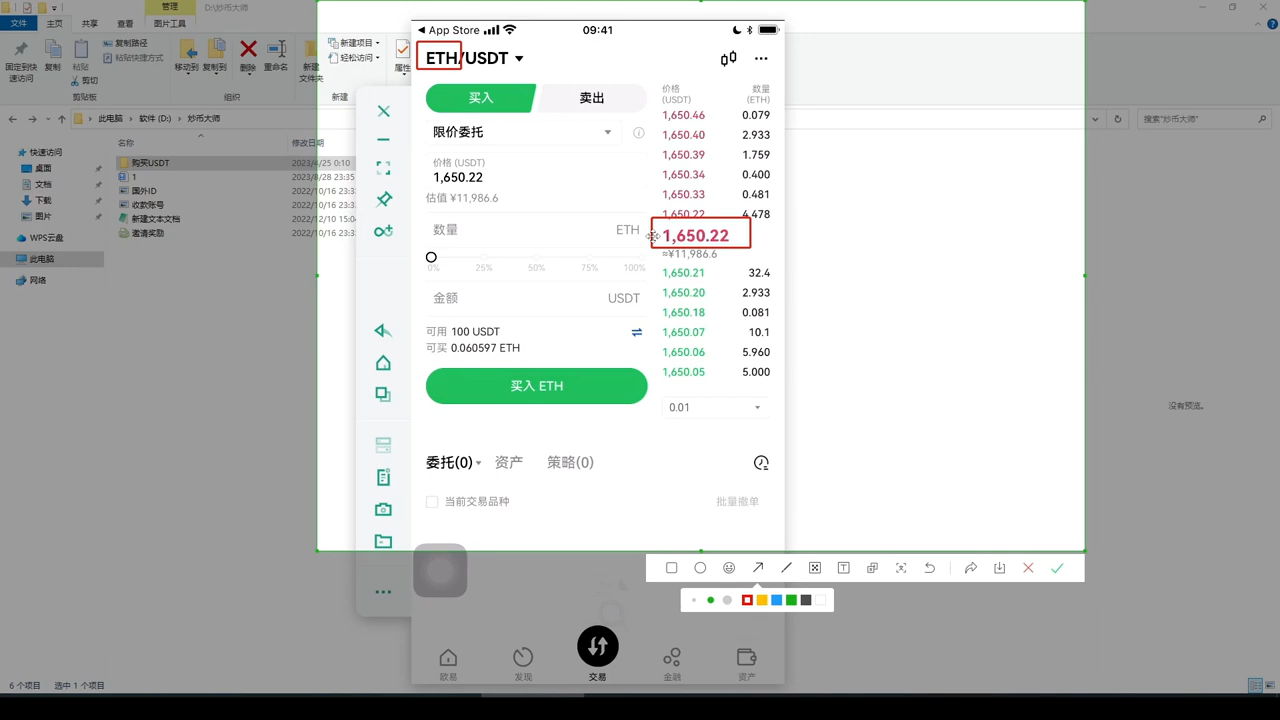 管理
D:\炒币大师
文件
主页
共享
查看
图片工具
固定到快速访问
复制
粘贴
复制路径
粘贴快捷方式
剪切
移动到
复制到
删除
重命名
新建文件夹
新建项目
轻松访问
属性
剪贴板
组织
新建
此电脑 > 软件 (D:) > 炒币大师
搜索"炒币大师"
名称
修改日期
快速访问
桌面
文档
下载
图片
WPS云盘
此电脑
网络
购买USDT
2023/4/25 0:10
1
2023/8/28 23:35
国外ID
2022/10/16 23:3
收款账号
2022/10/16 23:3
新建文本文档
2022/12/10 15:04
邀请奖励
2022/10/16 23:3
没有预览。
App Store
09:41
ETH/USDT
买入
卖出
限价委托
价格 (USDT)
1,650.22
估值 ¥11,986.6
数量
ETH
0%
25%
50%
75%
100%
金额
USDT
可用 100 USDT
可买 0.060597 ETH
买入 ETH
价格
(USDT)
数量
(ETH)
1,650.46 0.079
1,650.40 2.933
1,650.39 1.759
1,650.34 0.400
1,650.33 0.481
1,650.22 4.478
1,650.22
≈¥11,986.6
1,650.21 32.4
1,650.20 2.933
1,650.18 0.081
1,650.07 10.1
1,650.06 5.960
1,650.05 5.000
0.01
委托(0)
资产
策略(0)
当前交易品种
批量撤单
欧易
发现
交易
金融
资产
6 个项目
选中 1 个项目